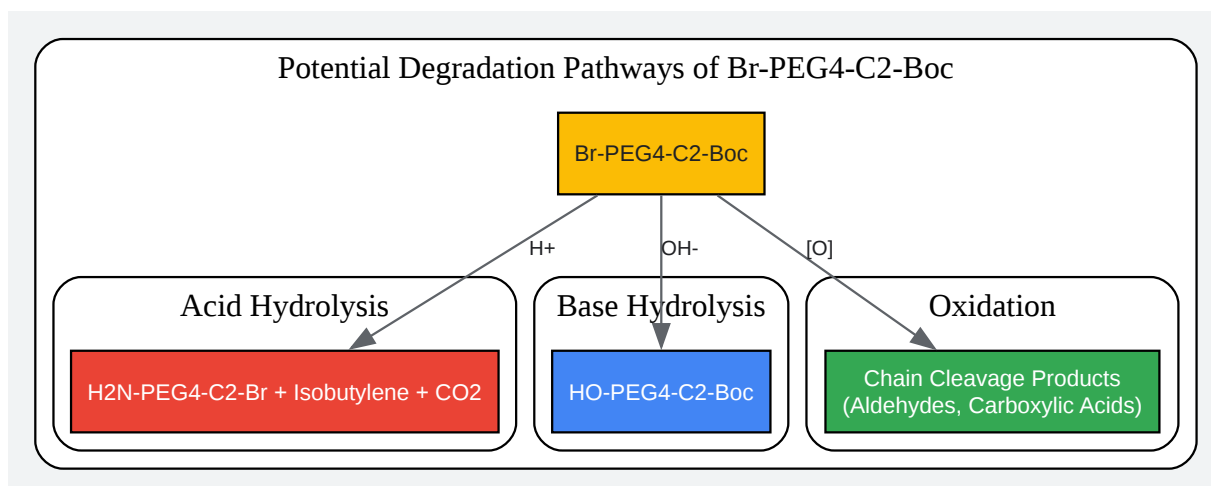 Potential Degradation Pathways of Br-PEG4-C2-Boc
Br-PEG4-C2-Boc
H+
OH-
[O]
Acid Hydrolysis
Base Hydrolysis
Oxidation
H2N-PEG4-C2-Br + Isobutylene + CO2
HO-PEG4-C2-Boc
Chain Cleavage Products
(Aldehydes, Carboxylic Acids)